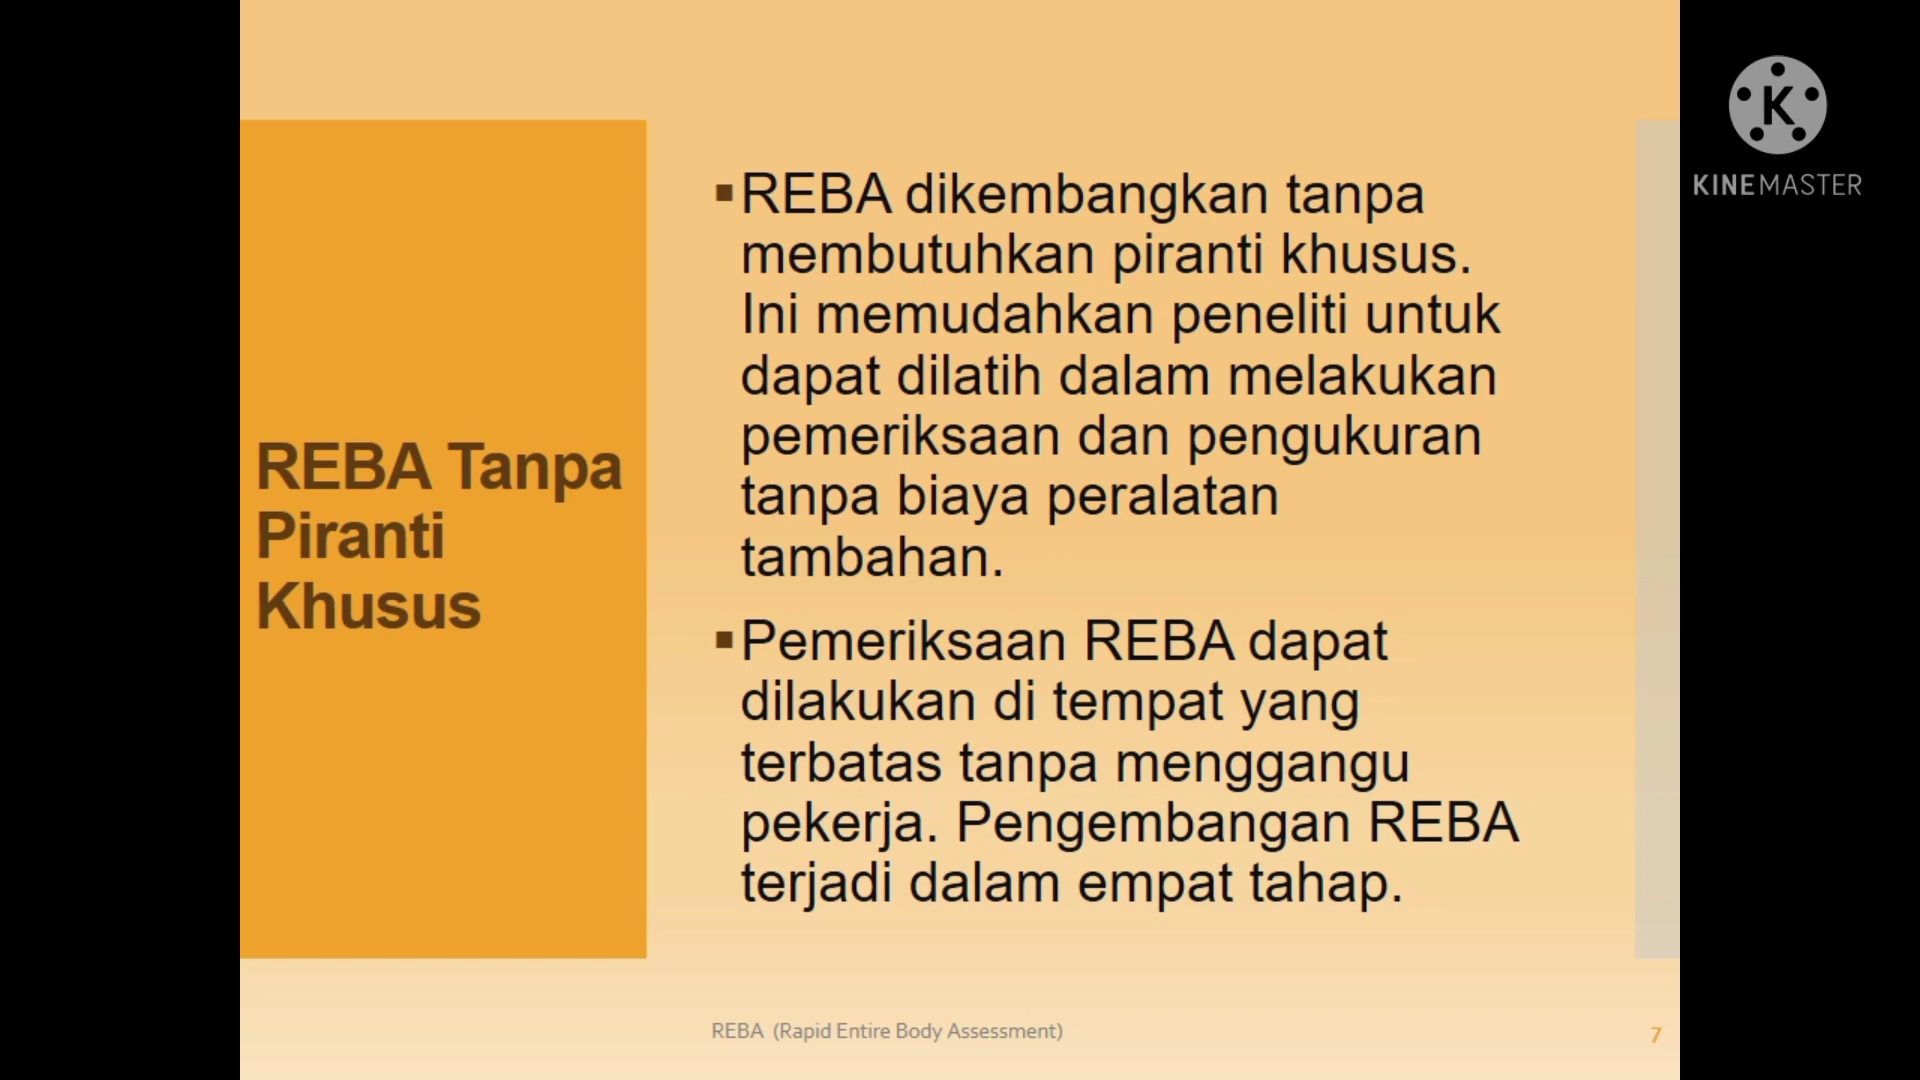 REBA Tanpa
Piranti
Khusus
▪REBA dikembangkan tanpa
membutuhkan piranti khusus.
Ini memudahkan peneliti untuk
dapat dilatih dalam melakukan
pemeriksaan dan pengukuran
tanpa biaya peralatan
tambahan.
▪Pemeriksaan REBA dapat
dilakukan di tempat yang
terbatas tanpa menggangu
pekerja. Pengembangan REBA
terjadi dalam empat tahap.
REBA (Rapid Entire Body Assessment)
7
K
KINEMASTER